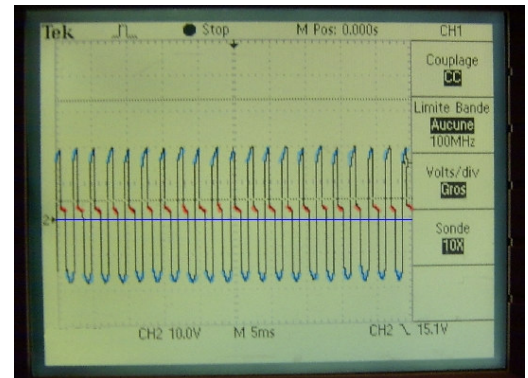 Tek Stop M Pos: 0.000s CH1
Couplage
CC
Limite Bande
Aucune
100MHz
Volts/div
Gros
Sonde
10X
2
CH2 10.0V M 5ms CH2 15.1V